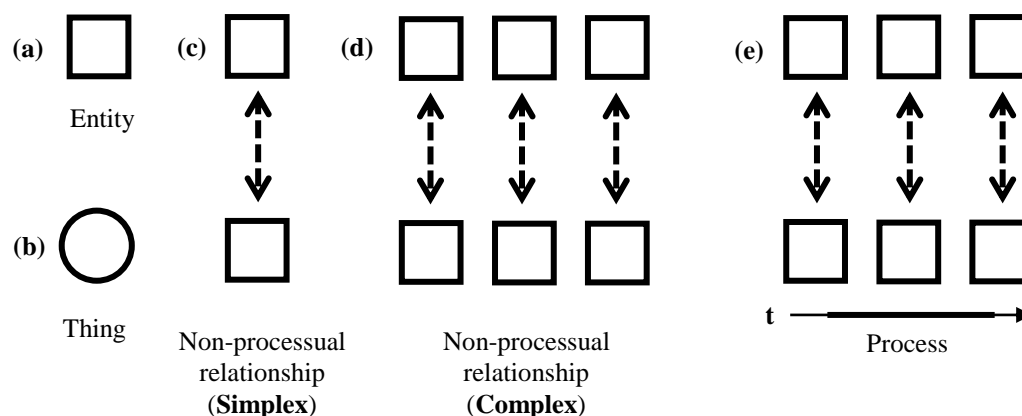 (a)
(c)
(d)
(e)
Entity
(b)
Thing
t
Non-processual
relationship
(Simplex)
Non-processual
relationship
(Complex)
Process